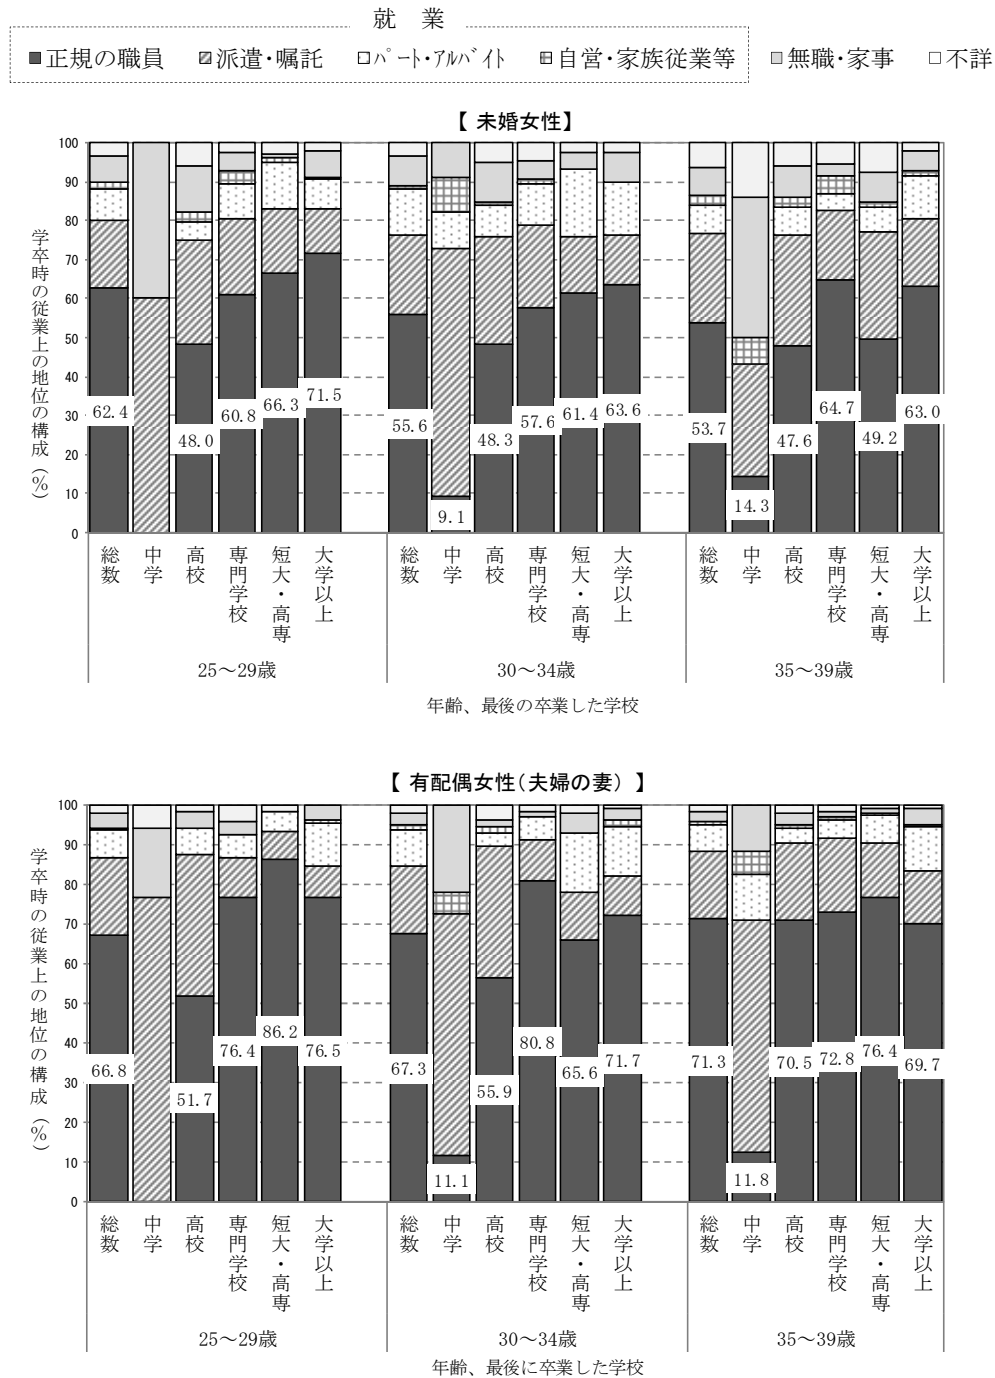 就　業
■正規の職員 ▨派遣・嘱託 □ﾊﾟｰﾄ・ｱﾙﾊﾞｲﾄ ⊞自営・家族従業等 □無職・家事 □不詳
【 未婚女性】
学卒時の従業上の地位の構成（%）
100
90
80
70
60
50
40
30
20
10
0
62.4 48.0 60.8 66.3 71.5 55.6 9.1 48.3 57.6 61.4 63.6 53.7 14.3 47.6 64.7 49.2 63.0
総数 中学 高校 専門学校 短大・高専 大学以上 総数 中学 高校 専門学校 短大・高専 大学以上 総数 中学 高校 専門学校 短大・高専 大学以上
25～29歳 30～34歳 35～39歳
年齢、最後の卒業した学校
【 有配偶女性（夫婦の妻） 】
学卒時の従業上の地位の構成（%）
100
90
80
70
60
50
40
30
20
10
0
66.8 51.7 76.4 86.2 76.5 67.3 11.1 55.9 80.8 65.6 71.7 71.3 11.8 70.5 72.8 76.4 69.7
総数 中学 高校 専門学校 短大・高専 大学以上 総数 中学 高校 専門学校 短大・高専 大学以上 総数 中学 高校 専門学校 短大・高専 大学以上
25～29歳 30～34歳 35～39歳
年齢、最後に卒業した学校